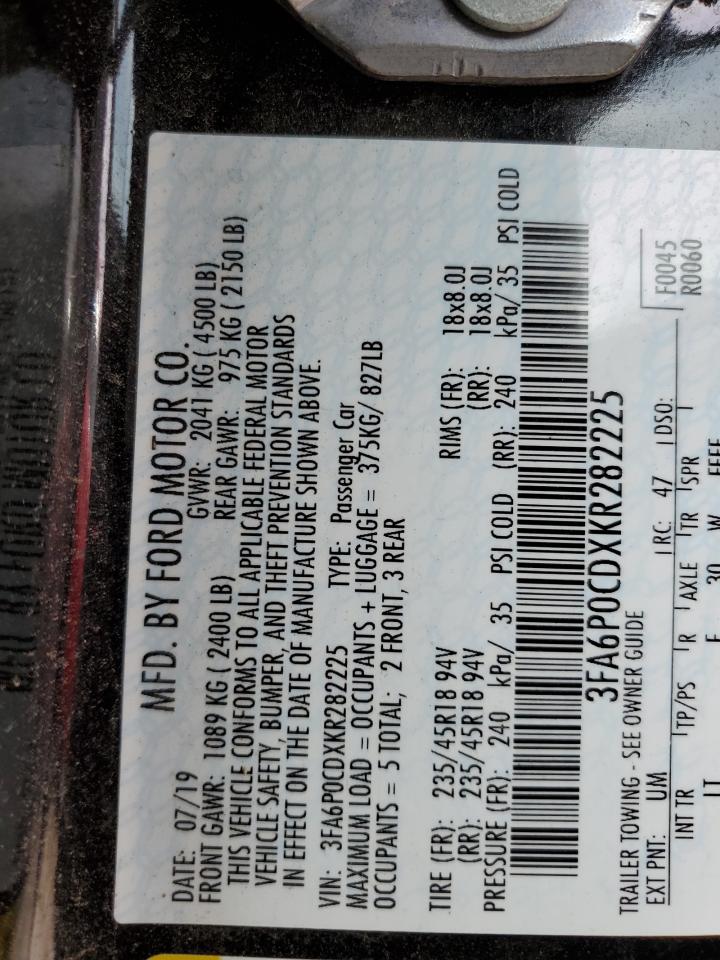 MFD. BY FORD MOTOR CO.
DATE: 07/19 GVWR: 2041 KG ( 4500 LB)
FRONT GAWR: 1089 KG ( 2400 LB) REAR GAWR: 975 KG ( 2150 LB)
THIS VEHICLE CONFORMS TO ALL APPLICABLE FEDERAL MOTOR
VEHICLE SAFETY, BUMPER, AND THEFT PREVENTION STANDARDS
IN EFFECT ON THE DATE OF MANUFACTURE SHOWN ABOVE.
VIN: 3FA6P0CDXKR282225 TYPE: Passenger Car
MAXIMUM LOAD = OCCUPANTS + LUGGAGE = 375KG/ 827LB
OCCUPANTS = 5 TOTAL; 2 FRONT, 3 REAR
TIRE (FR): 235/45R18 94V RIMS (FR): 18x8.0J
(RR): 235/45R18 94V (RR): 18x8.0J
PRESSURE (FR): 240 kPa/ 35 PSI COLD (RR): 240 kPa/ 35 PSI COLD
3FA6P0CDXKR282225
TRAILER TOWING - SEE OWNER GUIDE F0045
EXT PNT: UM RC: 47 DSO: R0060
INT TR TP/PS R AXLE TR SPR
LT E 30 W EEEE